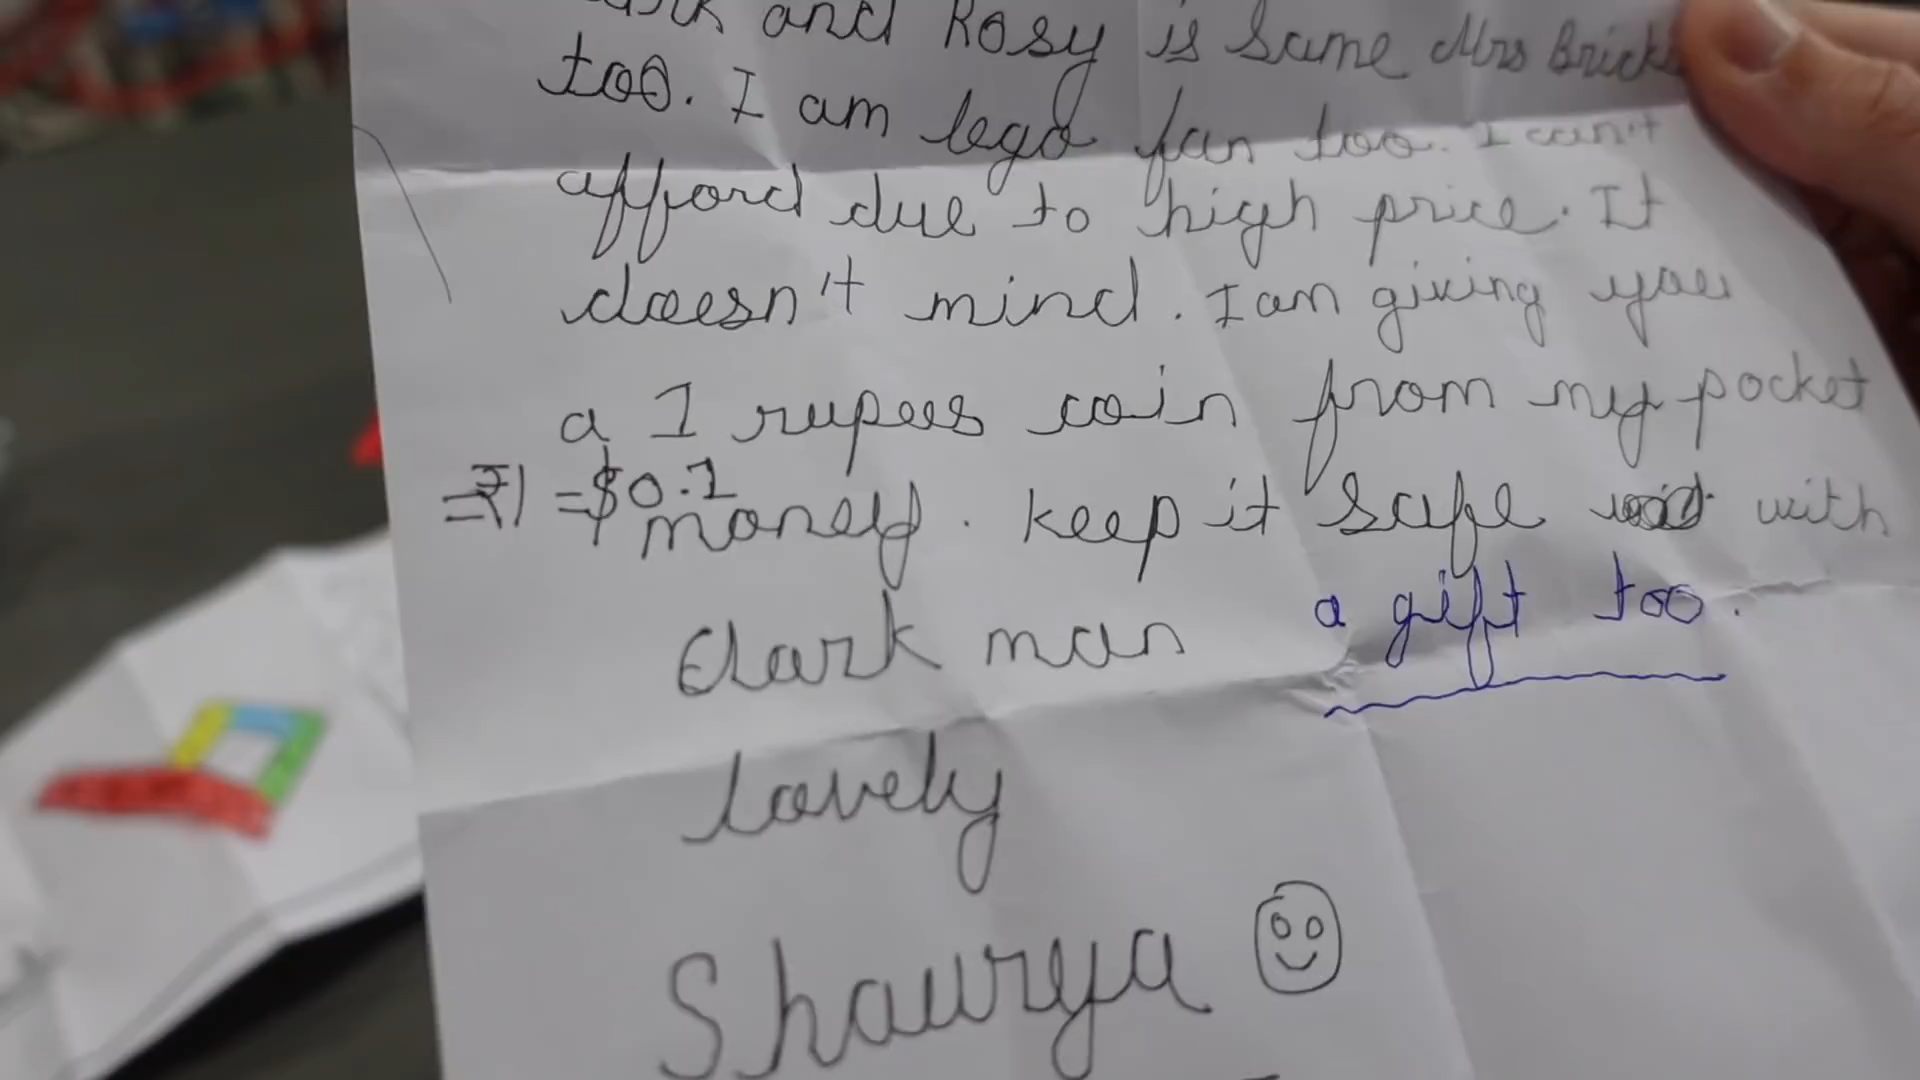 and Rosy is Same Mrs Bricks
too. I am lego fan too. I can't
afford due to high price. It
doesn't mind. I am giving you
a 1 rupees coin from my pocket
=₹1 =$0.1
money. keep it safe with
a gift too.
dark man
lovely
Shaurya